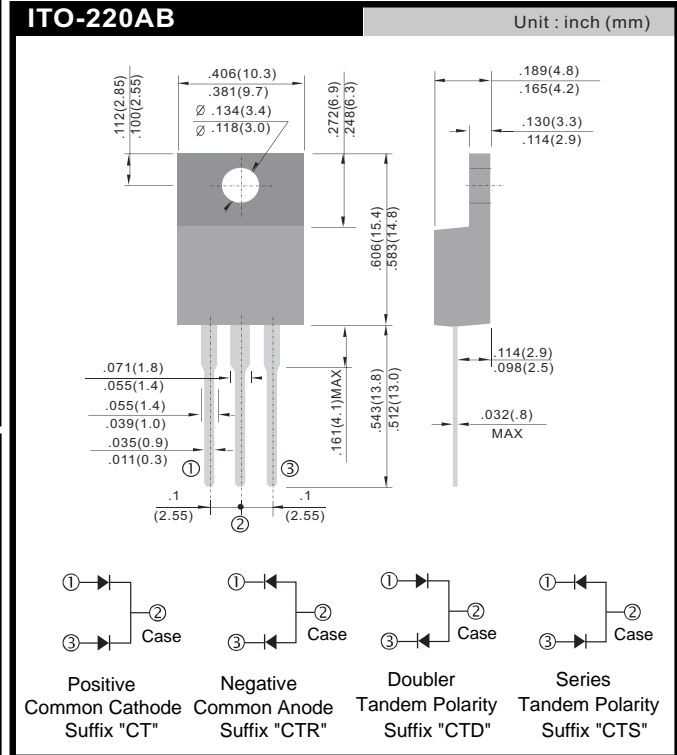 ITO-220AB
Unit : inch (mm)
.112(2.85)
.100(2.55)
.406(10.3)
.381(9.7)
Ø .134(3.4)
Ø .118(3.0)
.272(6.9)
.248(6.3)
.189(4.8)
.165(4.2)
.130(3.3)
.114(2.9)
.606(15.4)
.583(14.8)
.071(1.8)
.055(1.4)
.055(1.4)
.039(1.0)
.035(0.9)
.011(0.3)
.161(4.1)MAX
.543(13.8)
.512(13.0)
.114(2.9)
.098(2.5)
.032(.8)
MAX
① ③
.1
(2.55)
②
.1
(2.55)
① ② Case ③
① ② Case ③
① ② Case ③
① ② Case ③
Positive
Common Cathode
Suffix "CT"
Negative
Common Anode
Suffix "CTR"
Doubler
Tandem Polarity
Suffix "CTD"
Series
Tandem Polarity
Suffix "CTS"